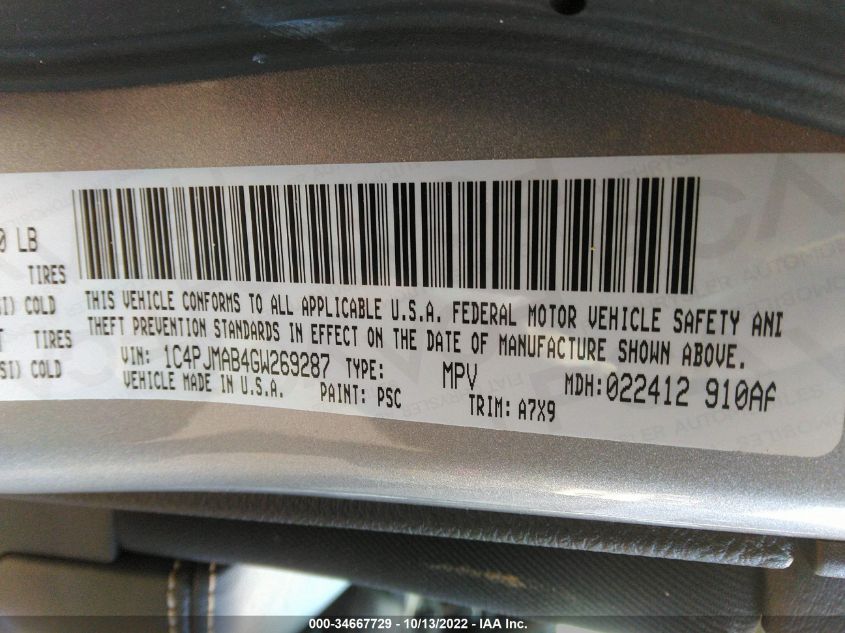 0 LB
TIRES
SI) COLD
TIRES
SI) COLD
THIS VEHICLE CONFORMS TO ALL APPLICABLE U.S.A. FEDERAL MOTOR VEHICLE SAFETY AND
THEFT PREVENTION STANDARDS IN EFFECT ON THE DATE OF MANUFACTURE SHOWN ABOVE.
VIN: 1C4PJMAB4GW269287 TYPE: MPV MDH:022412 910AF
VEHICLE MADE IN U.S.A. PAINT: PSC TRIM: A7X9
000-34667729 - 10/13/2022 - IAA Inc.